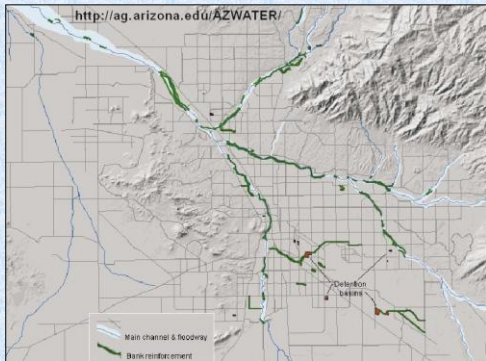 http://ag.arizona.edu/AZWATER/
Detention
basins
Main channel & floodway
Bank reinforcement